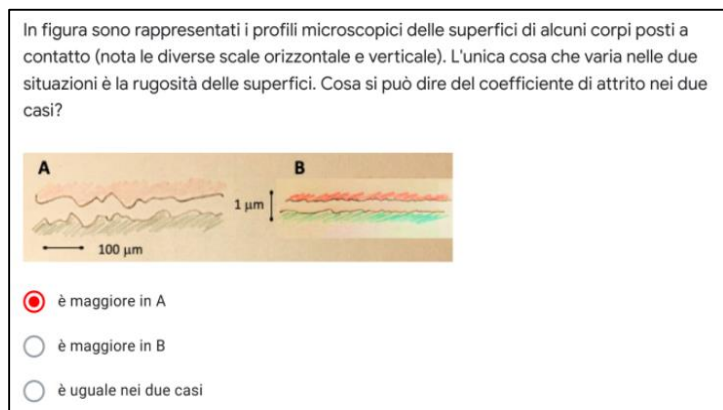 In figura sono rappresentati i profili microscopici delle superfici di alcuni corpi posti a
contatto (nota le diverse scale orizzontale e verticale). L'unica cosa che varia nelle due
situazioni è la rugosità delle superfici. Cosa si può dire del coefficiente di attrito nei due
casi?
A
B
1 μm
100 μm
è maggiore in A
è maggiore in B
è uguale nei due casi